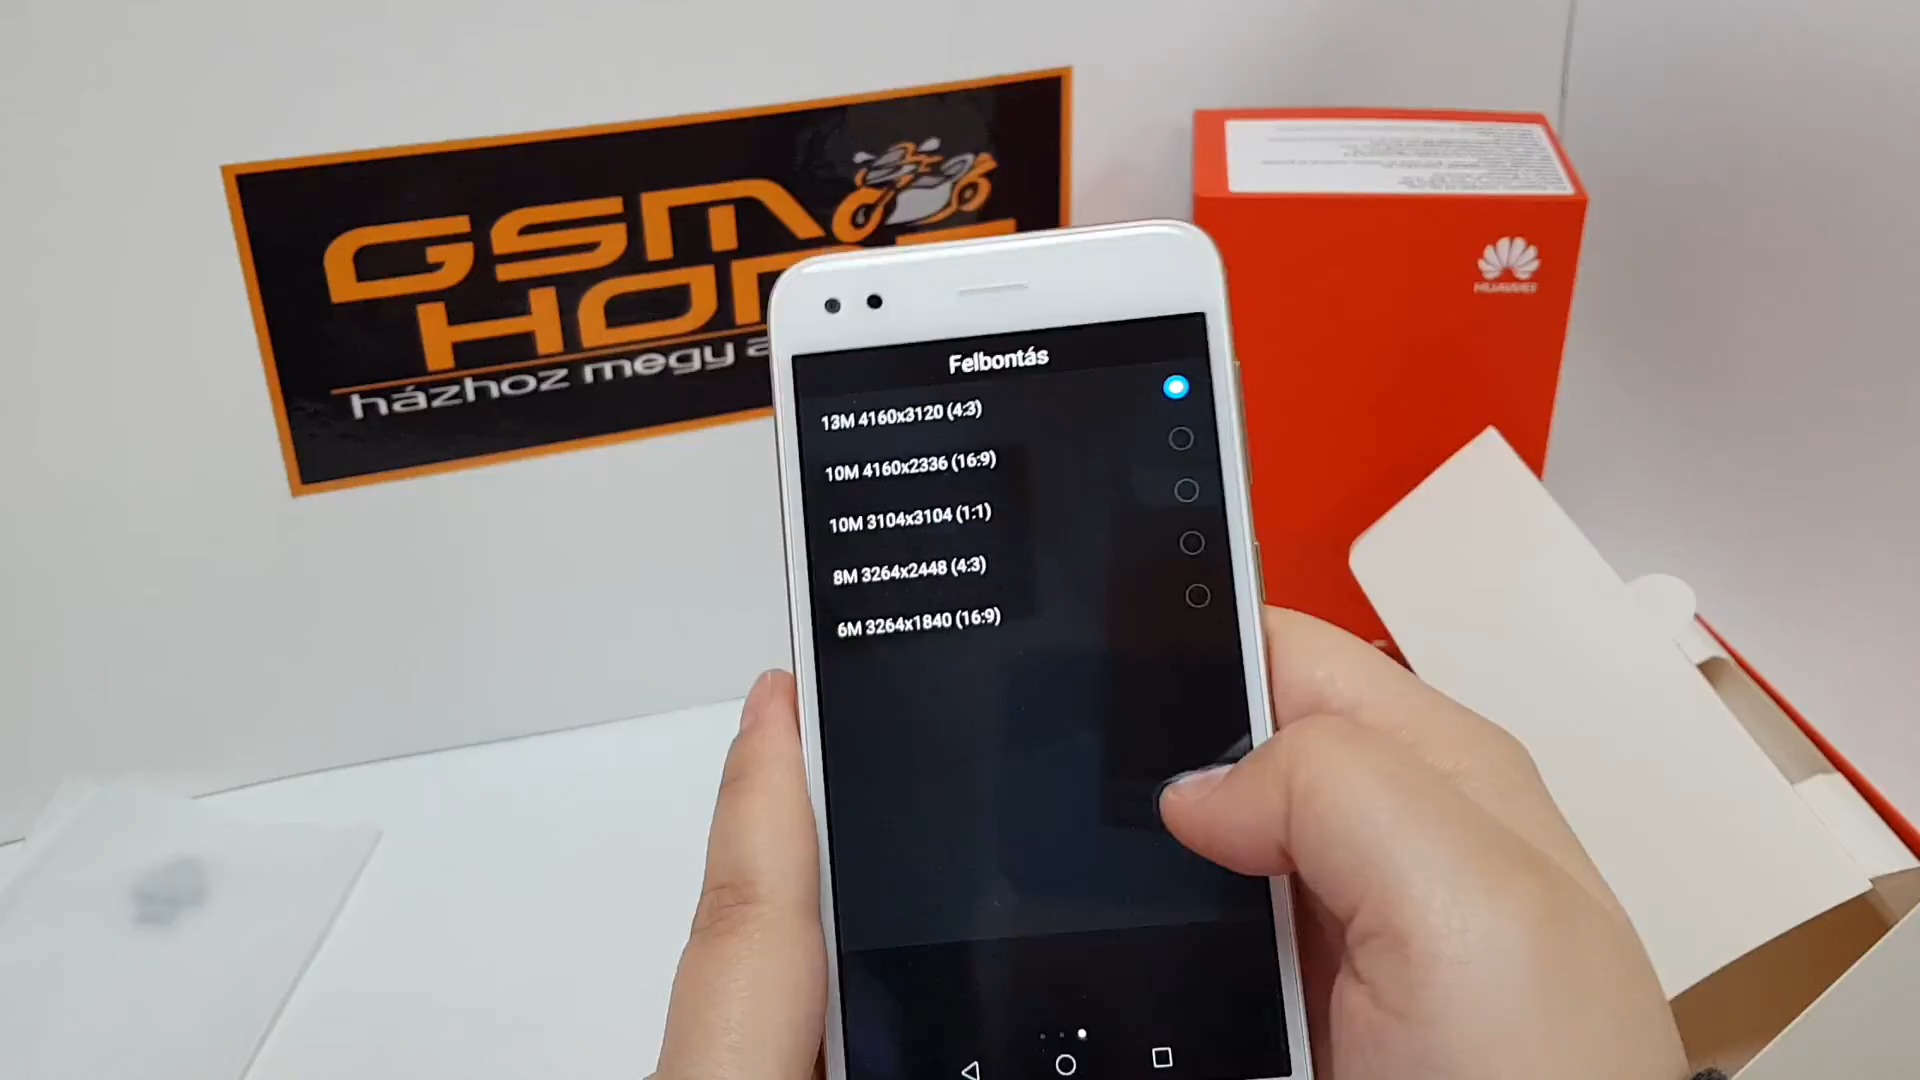 GSM
házhoz megy a
HUAWEI
Felbontás
13M 4160x3120 (4:3)
10M 4160x2336 (16:9)
10M 3104x3104 (1:1)
8M 3264x2448 (4:3)
6M 3264x1840 (16:9)